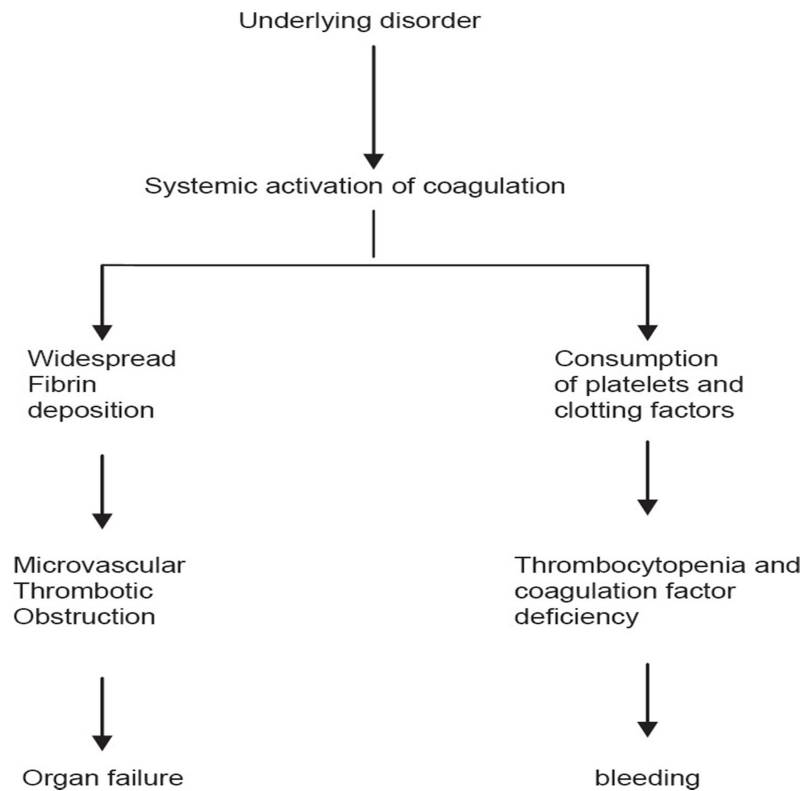 Underlying disorder
Systemic activation of coagulation
Widespread
Fibrin
deposition
Consumption
of platelets and
clotting factors
Microvascular
Thrombotic
Obstruction
Thrombocytopenia and
coagulation factor
deficiency
Organ failure
bleeding